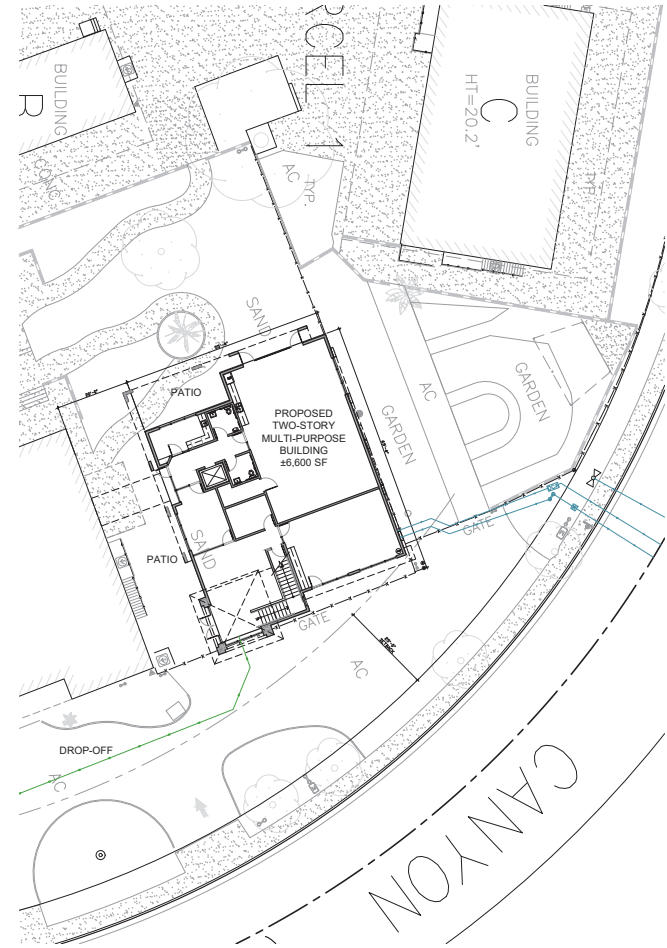 RCEL 1
BUILDING
B
CONC
BUILDING
C
HT=20.2'
TYP.
AC
TYP.
SAND
PATIO
PROPOSED
TWO-STORY
MULTI-PURPOSE
BUILDING
±6,600 SF
GARDEN
AC
GARDEN
SAND
PATIO
GATE
GATE
AC
DROP-OFF
AC
CANYON